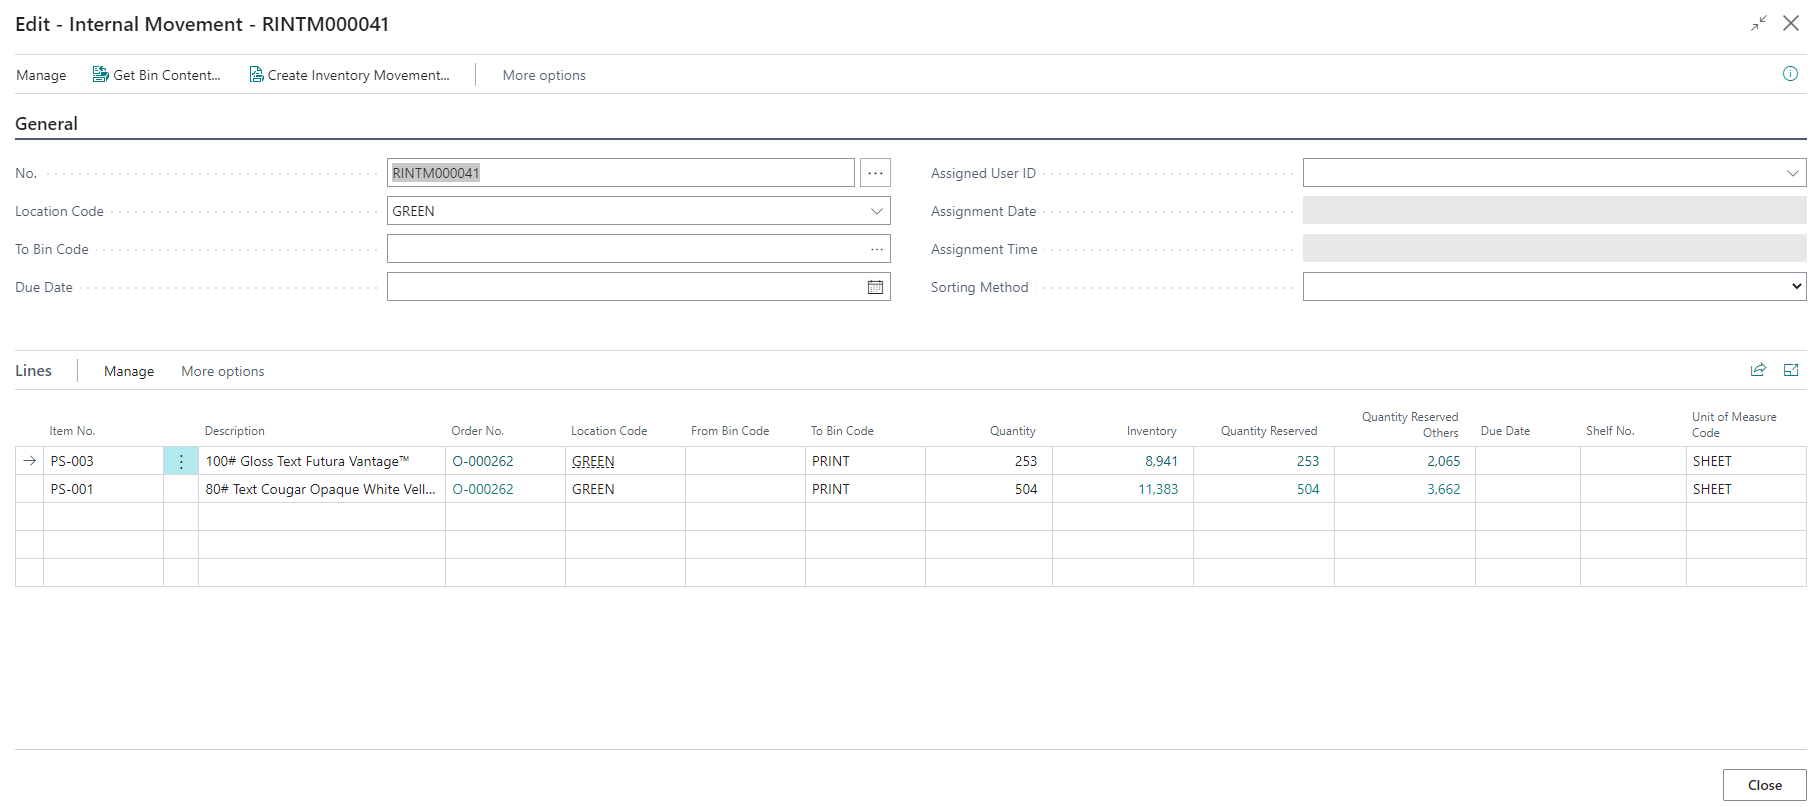 Edit - Internal Movement - RINTM000041
Manage Get Bin Content... Create Inventory Movement... More options
General
No. RINTM000041 ... Assigned User ID
Location Code GREEN Assignment Date
To Bin Code ... Assignment Time
Due Date Sorting Method
Lines Manage More options
Item No. Description Order No. Location Code From Bin Code To Bin Code Quantity Inventory Quantity Reserved Quantity Reserved Others Due Date Shelf No. Unit of Measure Code
PS-003 100# Gloss Text Futura Vantage™ O-000262 GREEN PRINT 253 8,941 253 2,065 SHEET
PS-001 80# Text Cougar Opaque White Vell... O-000262 GREEN PRINT 504 11,383 504 3,662 SHEET
Close